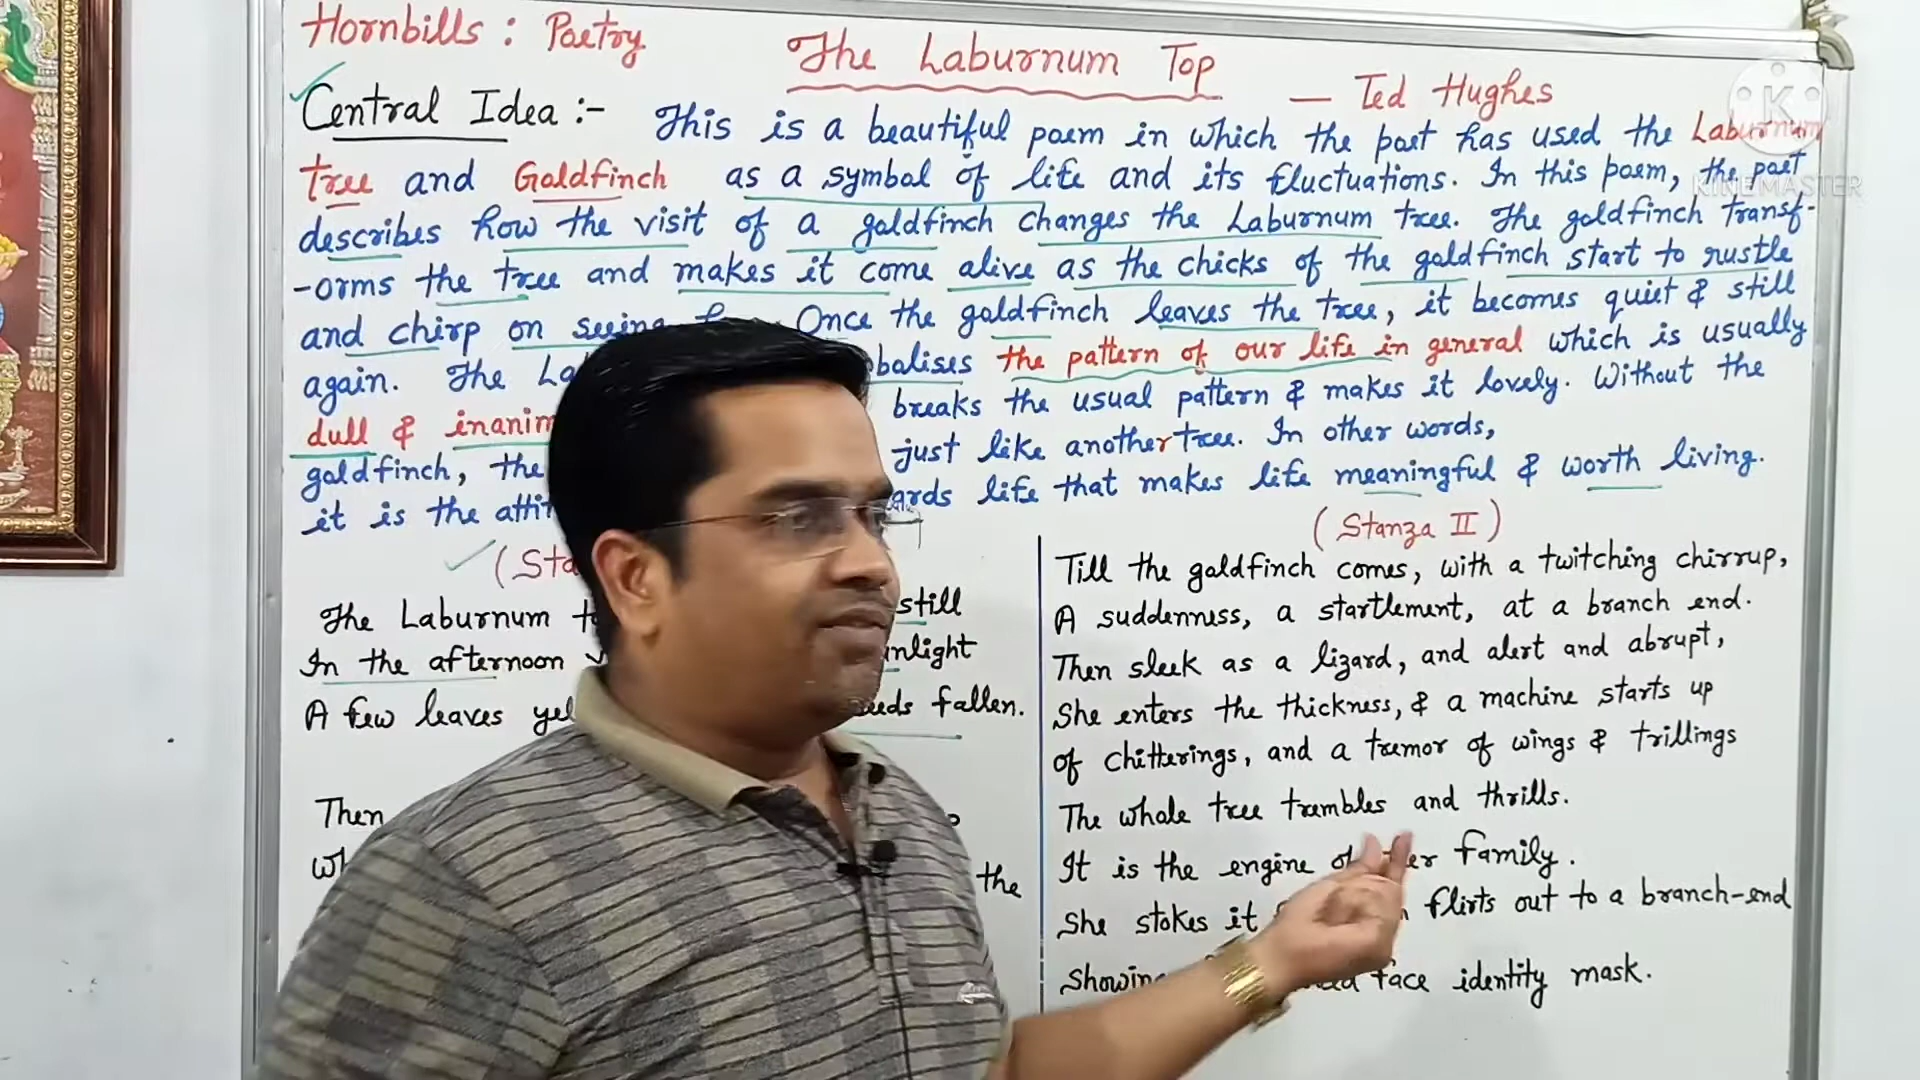 Hornbills : Poetry
The Laburnum Top
— Ted Hughes
Central Idea :- This is a beautiful poem in which the poet has used the Laburnum
tree and Goldfinch as a symbol of life and its fluctuations. In this poem, the poet
describes how the visit of a goldfinch changes the Laburnum tree. The goldfinch transf-
-orms the tree and makes it come alive as the chicks of the goldfinch start to rustle
and chirp on seeing Once the goldfinch leaves the tree, it becomes quiet & still
again. The La balises the pattern of our life in general which is usually
dull & inanim breaks the usual pattern & makes it lovely. Without the
goldfinch, the just like another tree. In other words,
it is the atti ards life that makes life meaningful & worth living.
(Sta
The Laburnum t still
In the afternoon nlight
A few leaves yel eeds fallen.
Then
Wh the
(Stanza II)
Till the goldfinch comes, with a twitching chirrup,
A suddenness, a startlement, at a branch end.
Then sleek as a lizard, and alert and abrupt,
She enters the thickness, & a machine starts up
of chitterings, and a tremor of wings & trillings
The whole tree trembles and thrills.
It is the engine of her family.
She stokes it flirts out to a branch-end
Showing face identity mask.
K
KINEMASTER